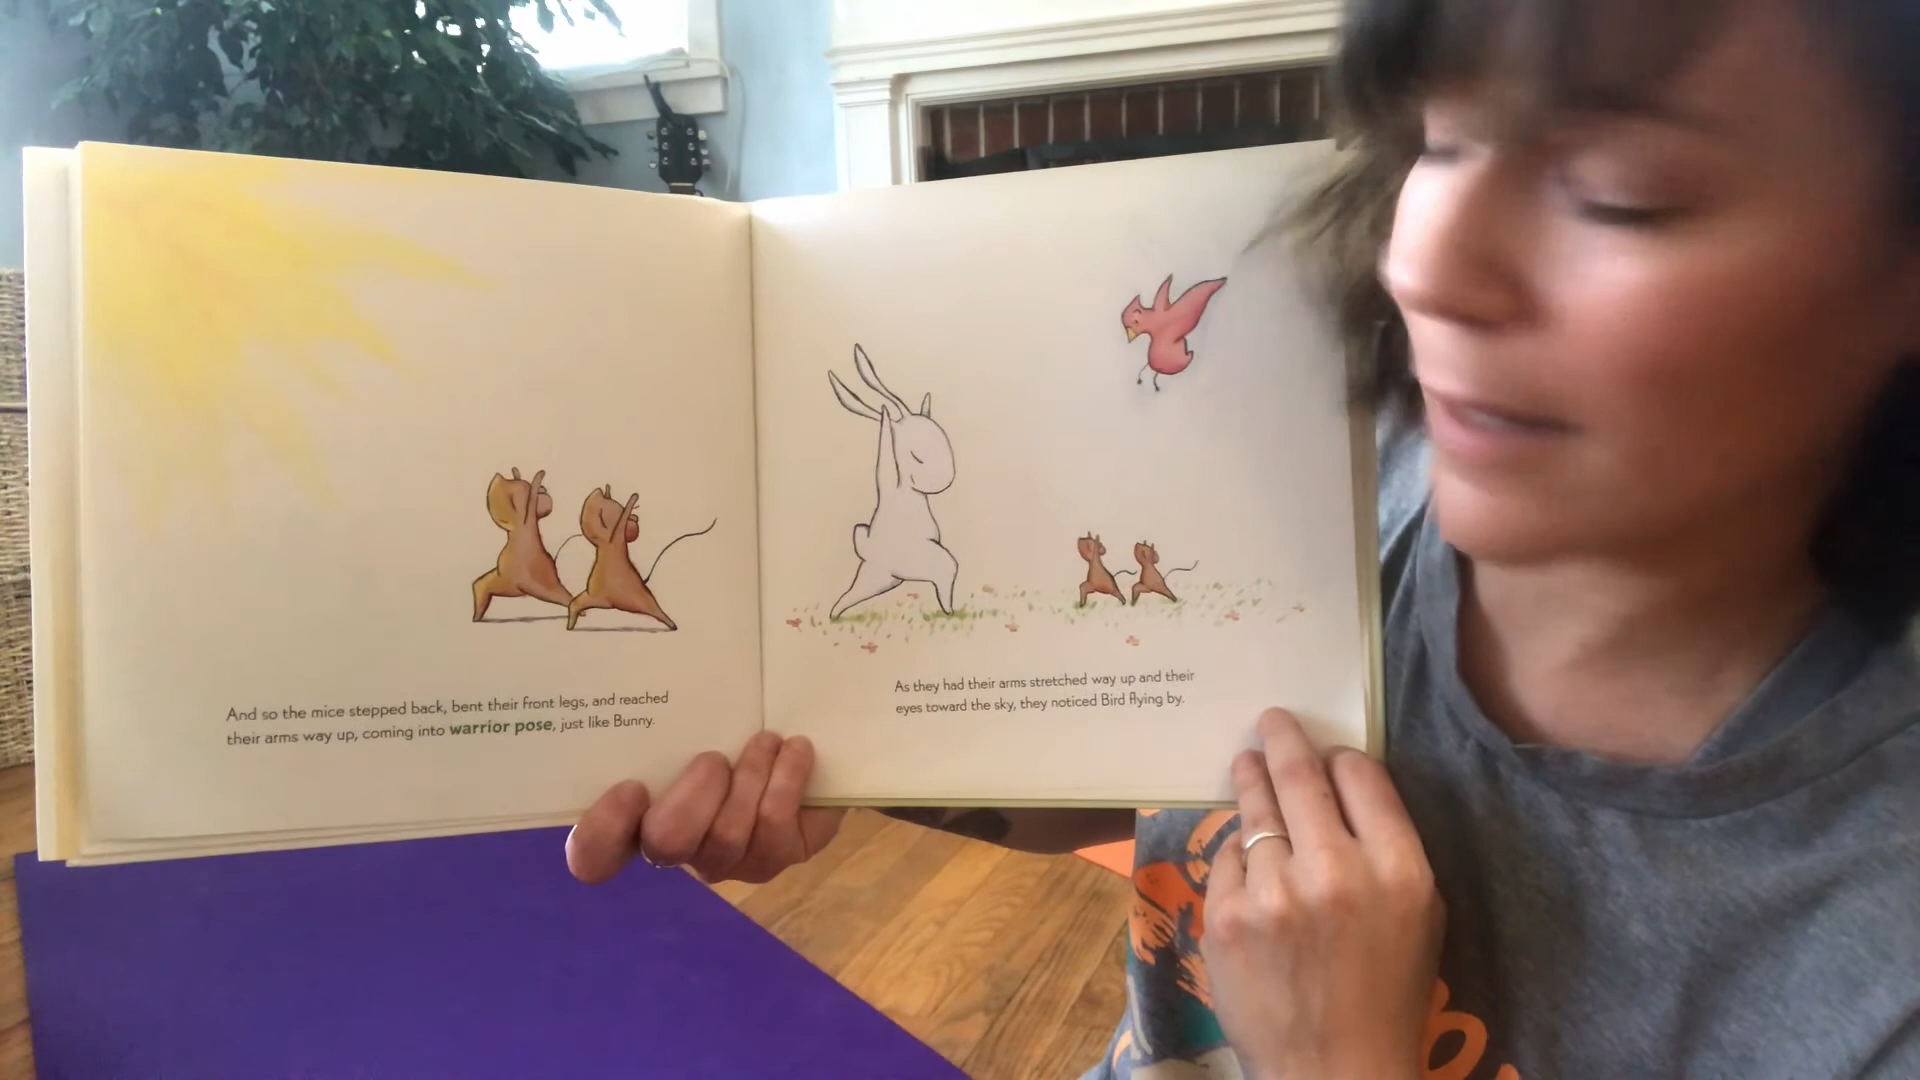 And so the mice stepped back, bent their front legs, and reached
their arms way up, coming into warrior pose, just like Bunny.
As they had their arms stretched way up and their
eyes toward the sky, they noticed Bird flying by.